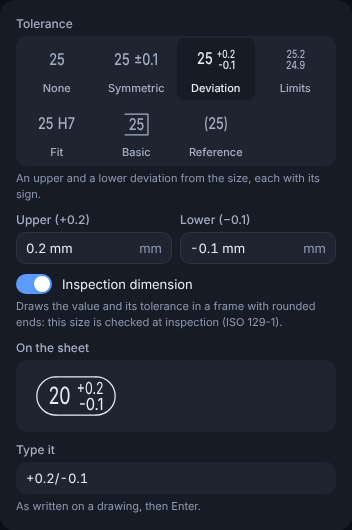 Tolerance
25
25 ±0.1
25 +0.2 -0.1
25.2 24.9
None
Symmetric
Deviation
Limits
25 H7
25
(25)
Fit
Basic
Reference
An upper and a lower deviation from the size, each with its
sign.
Upper (+0.2)
Lower (−0.1)
0.2 mm
mm
-0.1 mm
mm
Inspection dimension
Draws the value and its tolerance in a frame with rounded
ends: this size is checked at inspection (ISO 129-1).
On the sheet
20 +0.2 -0.1
Type it
+0.2/-0.1
As written on a drawing, then Enter.